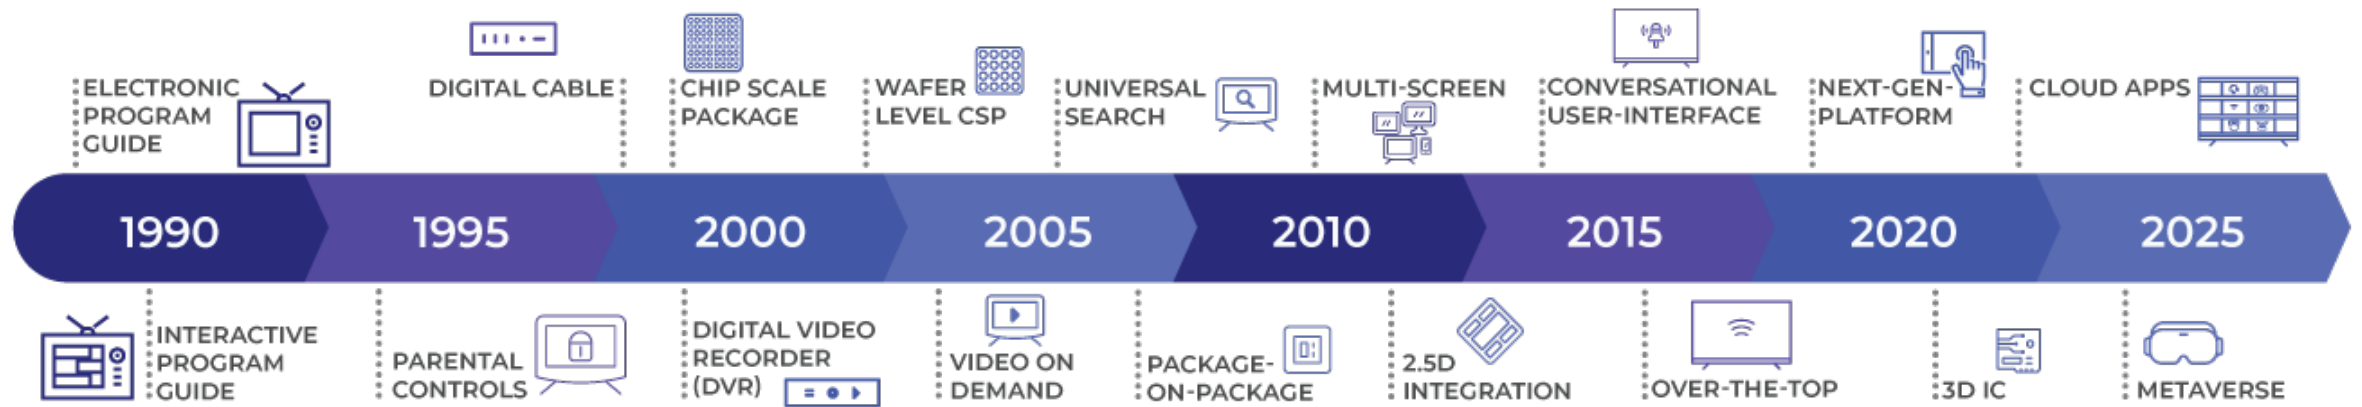 ELECTRONIC
PROGRAM
GUIDE
DIGITAL CABLE
CHIP SCALE
PACKAGE
WAFER
LEVEL CSP
UNIVERSAL
SEARCH
MULTI-SCREEN
CONVERSATIONAL
USER-INTERFACE
NEXT-GEN-
PLATFORM
CLOUD APPS
1990
1995
2000
2005
2010
2015
2020
2025
INTERACTIVE
PROGRAM
GUIDE
PARENTAL
CONTROLS
DIGITAL VIDEO
RECORDER
(DVR)
VIDEO ON
DEMAND
PACKAGE-
ON-PACKAGE
2.5D
INTEGRATION
OVER-THE-TOP
3D IC
METAVERSE